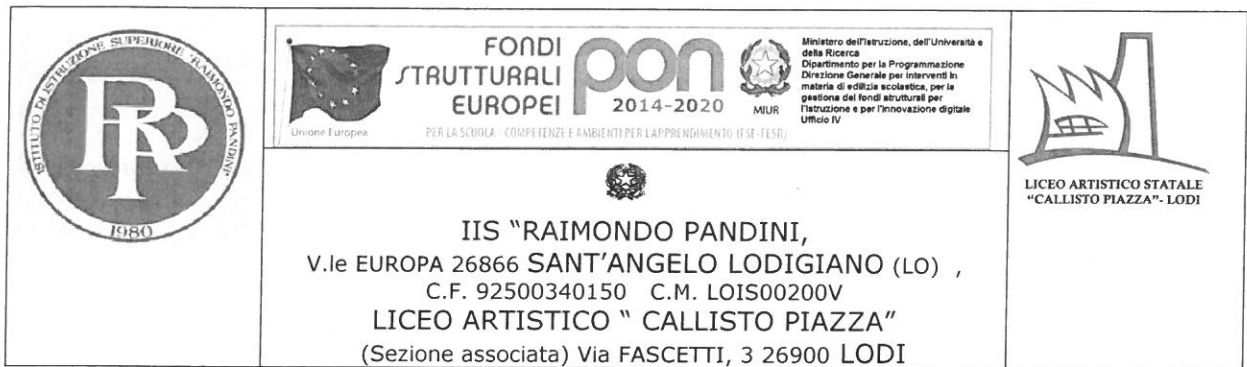 ISTITUTO DI ISTRUZIONE SUPERIORE "RAIMONDO PANDINI"
RP
1980
Unione Europea
FONDI
STRUTTURALI
EUROPEI
pon
2014-2020
MIUR
Ministero dell'Istruzione, dell'Università e
della Ricerca
Dipartimento per la Programmazione
Direzione Generale per interventi in
materia di edilizia scolastica, per la
gestione dei fondi strutturali per
l'Istruzione e per l'Innovazione digitale
Ufficio IV
PER LA SCUOLA - COMPETENZE E AMBIENTI PER L'APPRENDIMENTO (FSE-FESR)
IIS "RAIMONDO PANDINI,
V.le EUROPA 26866 SANT'ANGELO LODIGIANO (LO) ,
C.F. 92500340150 C.M. LOIS00200V
LICEO ARTISTICO " CALLISTO PIAZZA"
(Sezione associata) Via FASCETTI, 3 26900 LODI
LICEO ARTISTICO STATALE
"CALLISTO PIAZZA"- LODI